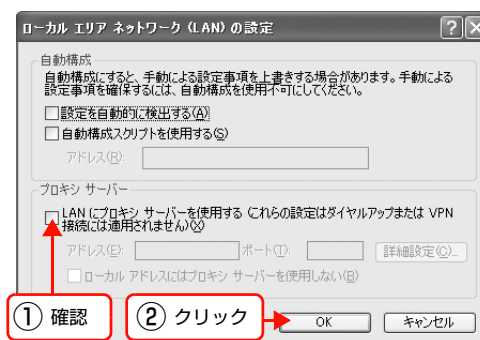 ローカル エリア ネットワーク (LAN) の設定
自動構成
自動構成にすると、手動による設定事項を上書きする場合があります。手動による
設定事項を確保するには、自動構成を使用不可にしてください。
設定を自動的に検出する(A)
自動構成スクリプトを使用する(S)
アドレス(R):
プロキシ サーバー
LAN にプロキシ サーバーを使用する (これらの設定はダイヤルアップまたは VPN
接続には適用されません)(X)
アドレス(E): ポート(T): 詳細設定(C)...
ローカル アドレスにはプロキシ サーバーを使用しない(B)
① 確認 ② クリック OK キャンセル